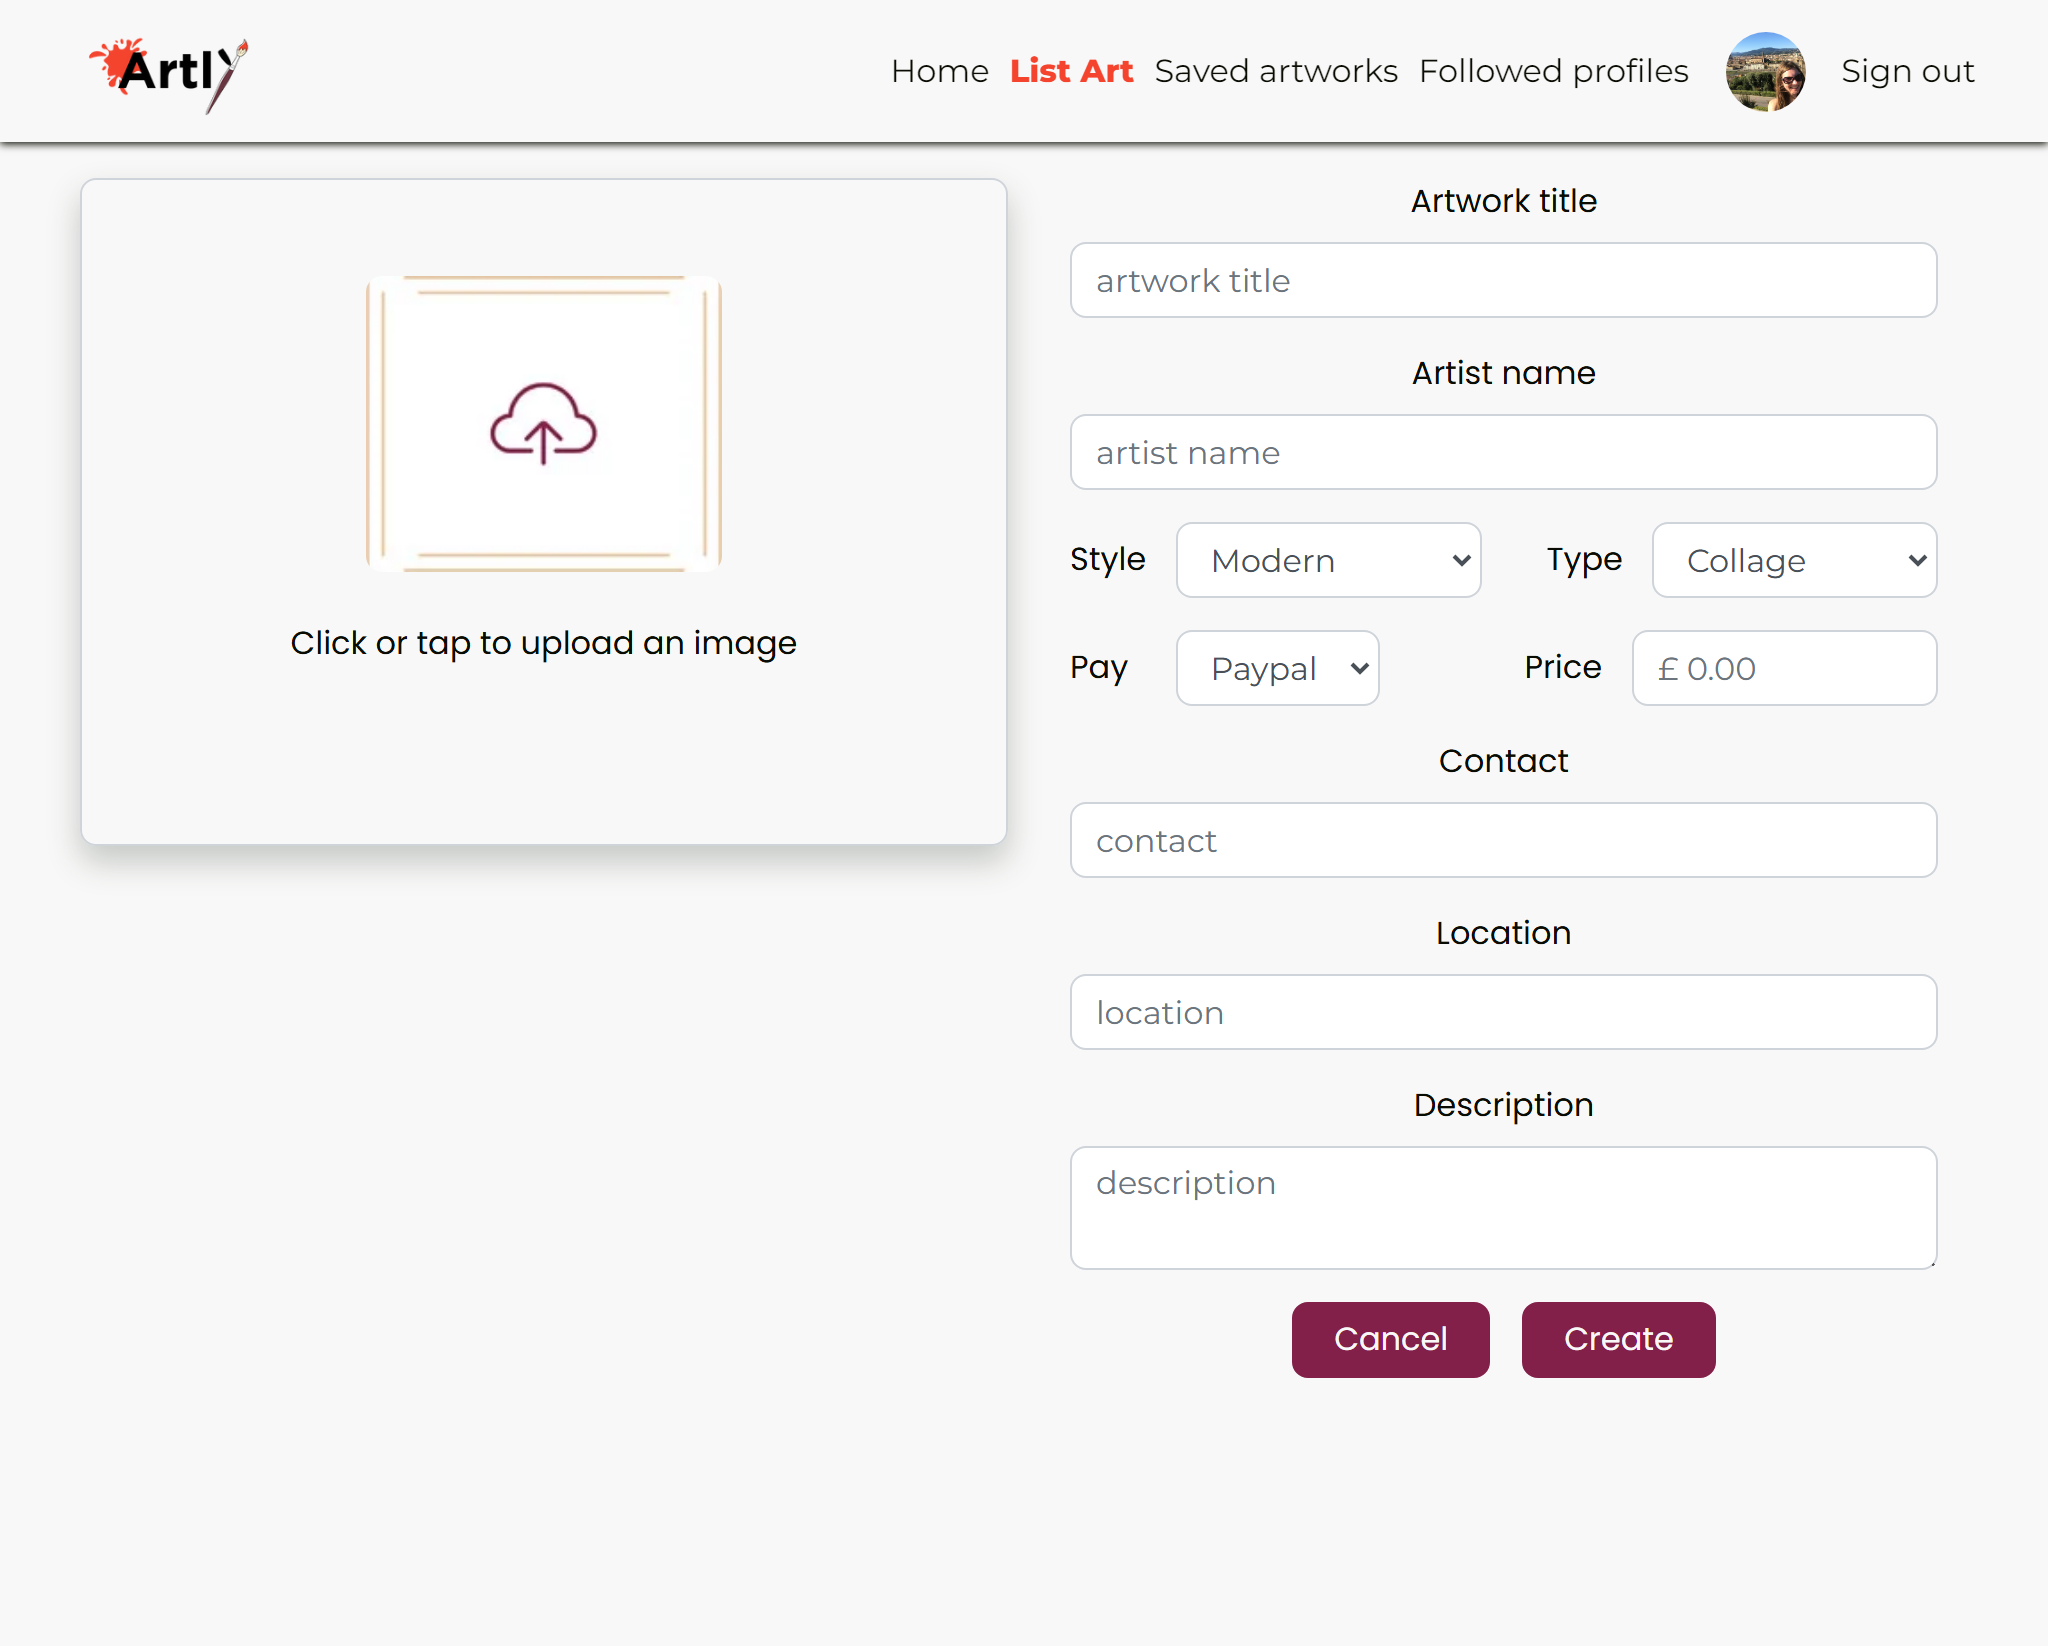 Artly
Home List Art Saved artworks Followed profiles Sign out
Click or tap to upload an image
Artwork title
artwork title
Artist name
artist name
Style Modern Type Collage
Pay Paypal Price £ 0.00
Contact
contact
Location
location
Description
description
Cancel Create